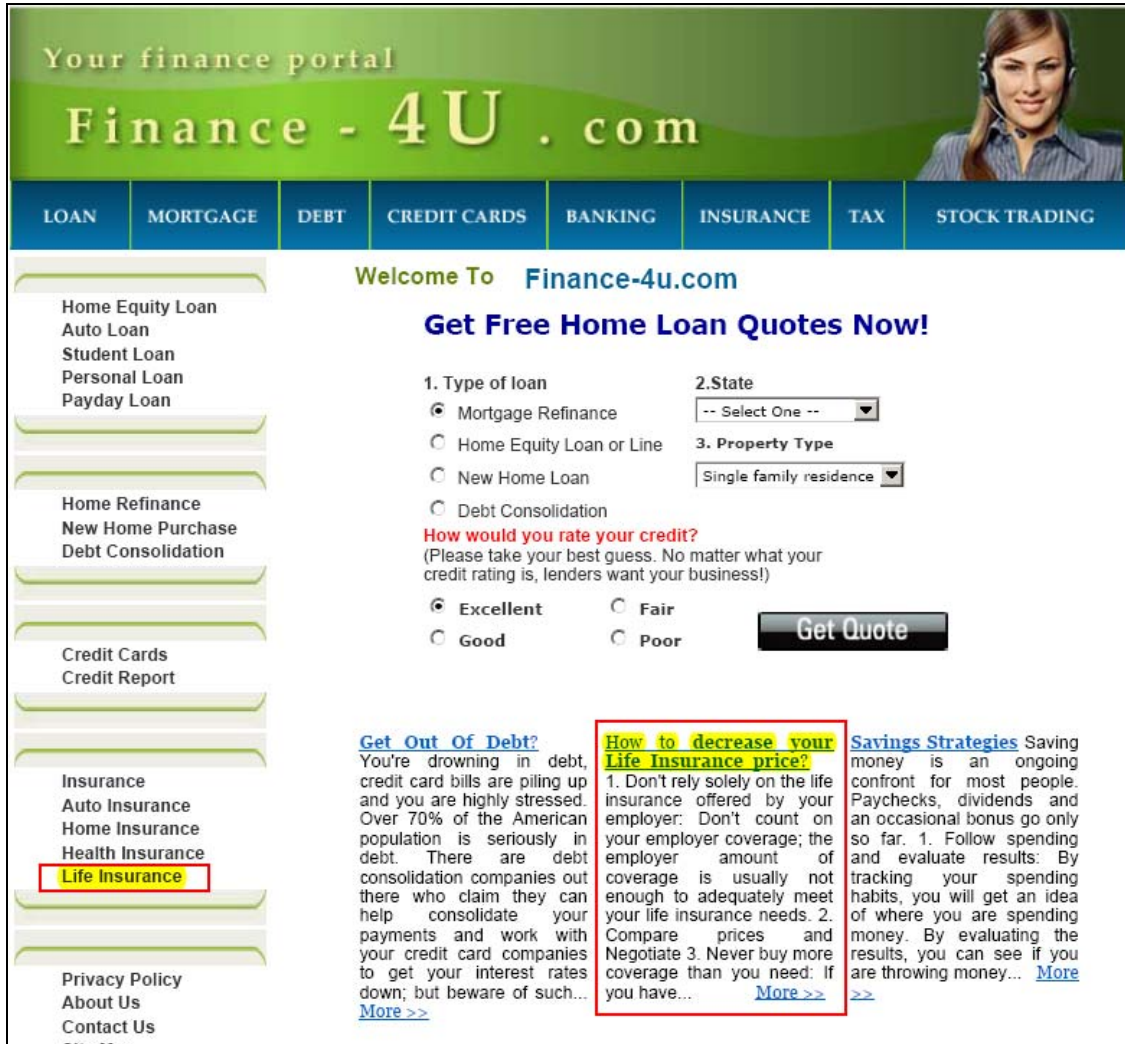 Your finance portal
Finance - 4U . com
LOAN MORTGAGE DEBT CREDIT CARDS BANKING INSURANCE TAX STOCK TRADING
Home Equity Loan
Auto Loan
Student Loan
Personal Loan
Payday Loan
Home Refinance
New Home Purchase
Debt Consolidation
Credit Cards
Credit Report
Insurance
Auto Insurance
Home Insurance
Health Insurance
Life Insurance
Privacy Policy
About Us
Contact Us
Welcome To Finance-4u.com
Get Free Home Loan Quotes Now!
1. Type of loan
Mortgage Refinance
Home Equity Loan or Line
New Home Loan
Debt Consolidation
2.State
-- Select One --
3. Property Type
Single family residence
How would you rate your credit?
(Please take your best guess. No matter what your
credit rating is, lenders want your business!)
Excellent Fair
Good Poor
Get Quote
Get Out Of Debt?
You're drowning in debt,
credit card bills are piling up
and you are highly stressed.
Over 70% of the American
population is seriously in
debt. There are debt
consolidation companies out
there who claim they can
help consolidate your
payments and work with
your credit card companies
to get your interest rates
down; but beware of such...
More >>
How to decrease your
Life Insurance price?
1. Don't rely solely on the life
insurance offered by your
employer: Don't count on
your employer coverage; the
employer amount of
coverage is usually not
enough to adequately meet
your life insurance needs. 2.
Compare prices and
Negotiate 3. Never buy more
coverage than you need: If
you have... More >>
Savings Strategies Saving
money is an ongoing
confront for most people.
Paychecks, dividends and
an occasional bonus go only
so far. 1. Follow spending
and evaluate results: By
tracking your spending
habits, you will get an idea
of where you are spending
money. By evaluating the
results, you can see if you
are throwing money... More
>>